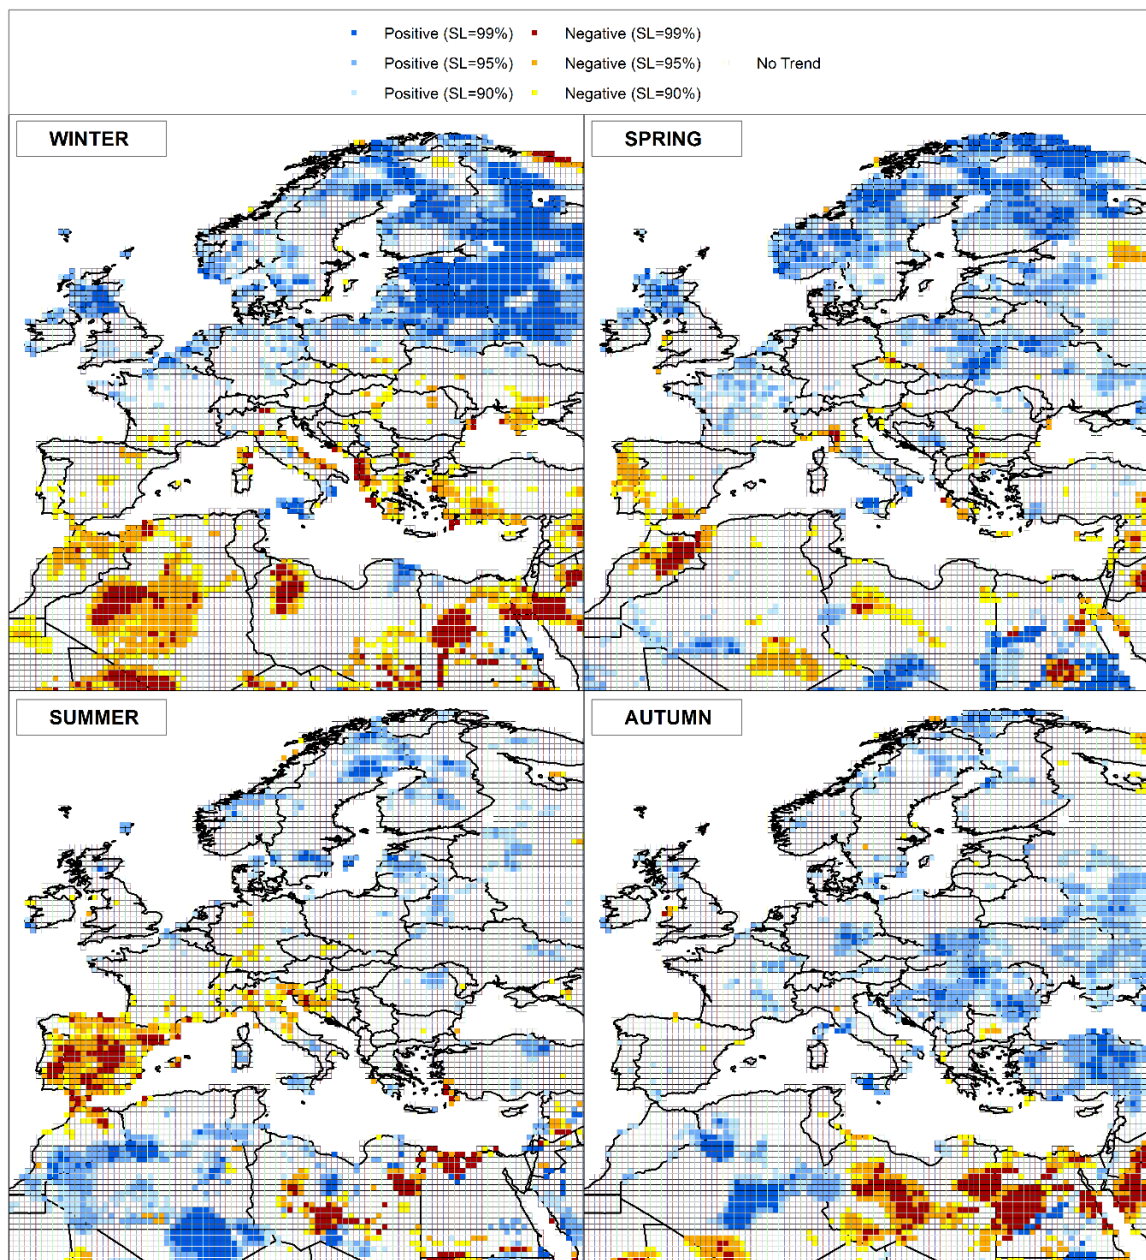 Positive (SL=99%) Negative (SL=99%)
Positive (SL=95%) Negative (SL=95%) No Trend
Positive (SL=90%) Negative (SL=90%)
WINTER SPRING
SUMMER AUTUMN